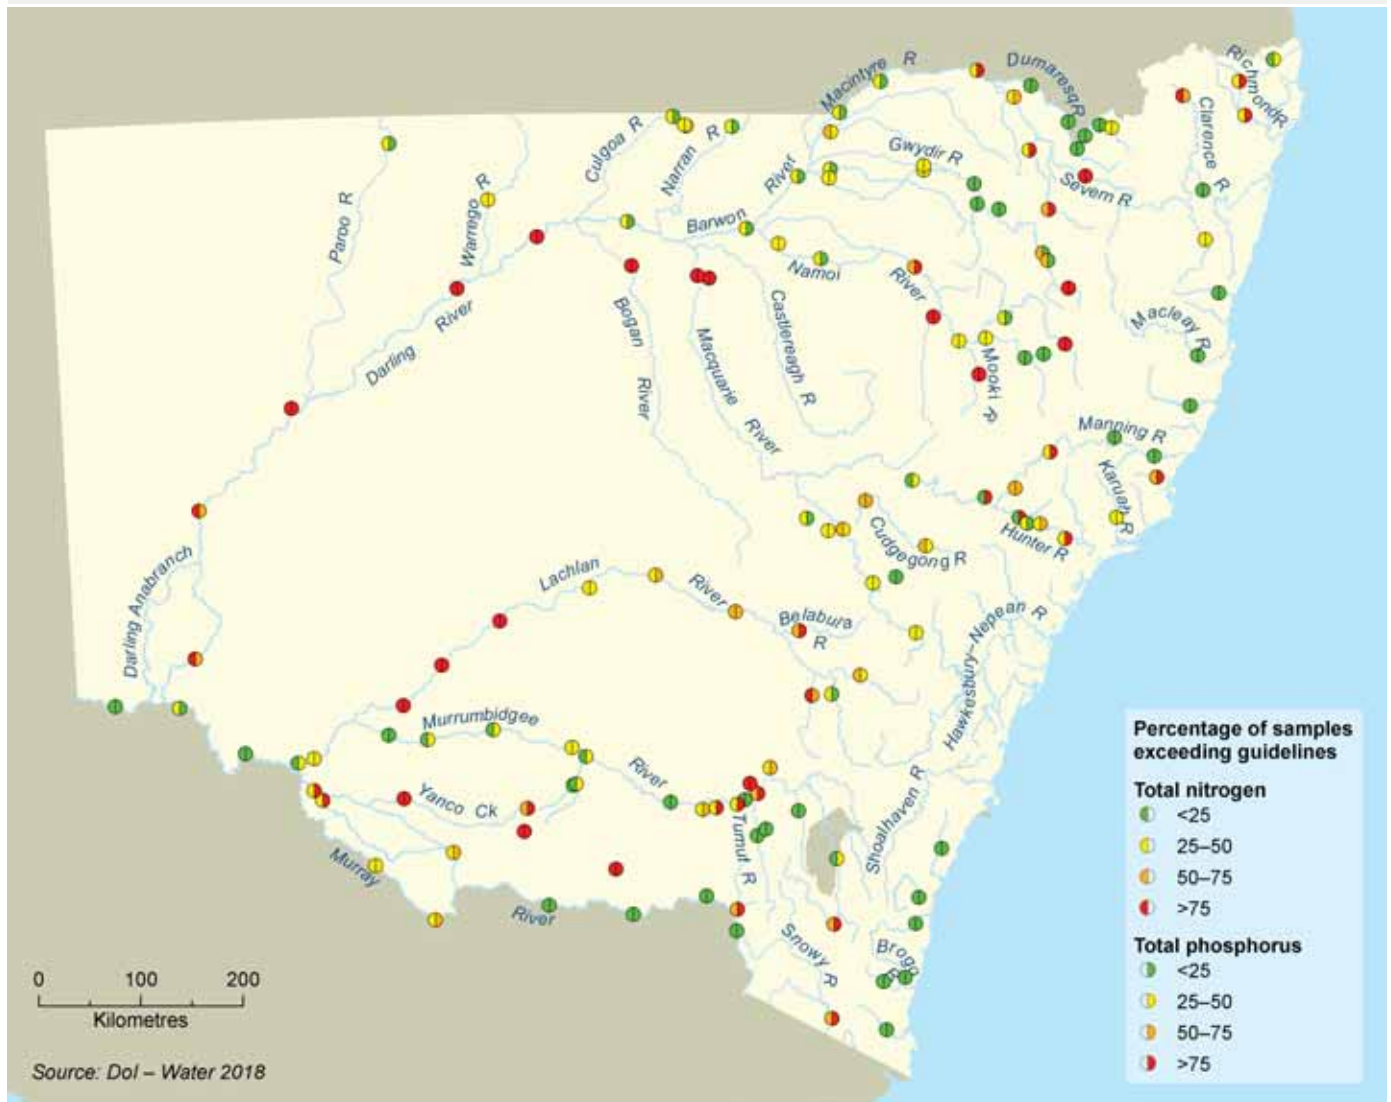 Macintyre R
Dumaresq R
Richmond R
Clarence R
Culgoa R
Narran R
River
Gwydir R
Severn R
Paroo R
Warrego R
Barwon
Namoi
River
Darling River
Bogan River
Macquarie River
Castlereagh R
Mooki R
Macleay R
Manning R
Karuah R
Hunter R
Cudgegong R
Darling Anabranch
Lachlan River
Belabura R
Hawkesbury–Nepean R
Murrumbidgee River
Yanco Ck
Tumut R
Shoalhaven R
Murray River
Snowy R
Brogo R
Percentage of samples
exceeding guidelines
Total nitrogen
<25
25–50
50–75
>75
Total phosphorus
<25
25–50
50–75
>75
0 100 200
Kilometres
Source: DoI – Water 2018